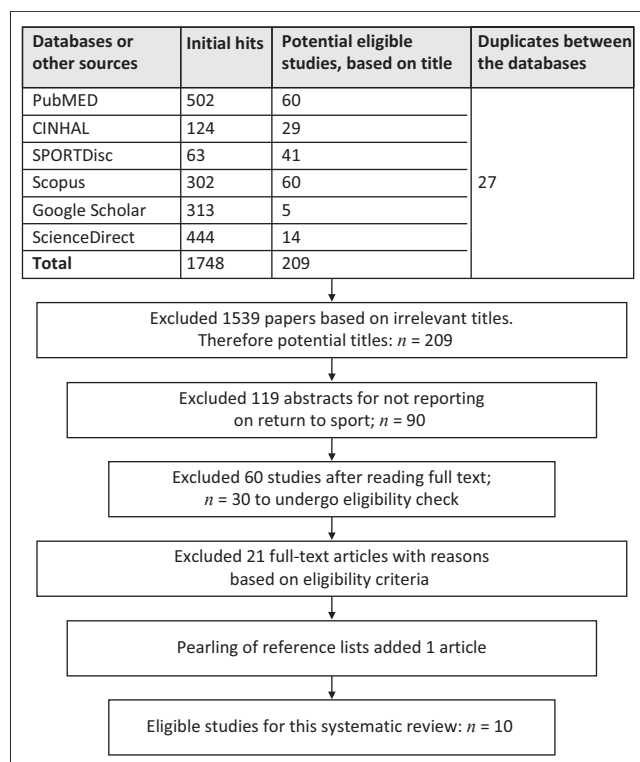 Databases or other sources | Initial hits | Potential eligible studies, based on title | Duplicates between the databases
PubMED | 502 | 60
CINHAL | 124 | 29
SPORTDisc | 63 | 41
Scopus | 302 | 60 | 27
Google Scholar | 313 | 5
ScienceDirect | 444 | 14
Total | 1748 | 209
Excluded 1539 papers based on irrelevant titles.
Therefore potential titles: n = 209
Excluded 119 abstracts for not reporting
on return to sport; n = 90
Excluded 60 studies after reading full text;
n = 30 to undergo eligibility check
Excluded 21 full-text articles with reasons
based on eligibility criteria
Pearling of reference lists added 1 article
Eligible studies for this systematic review: n = 10